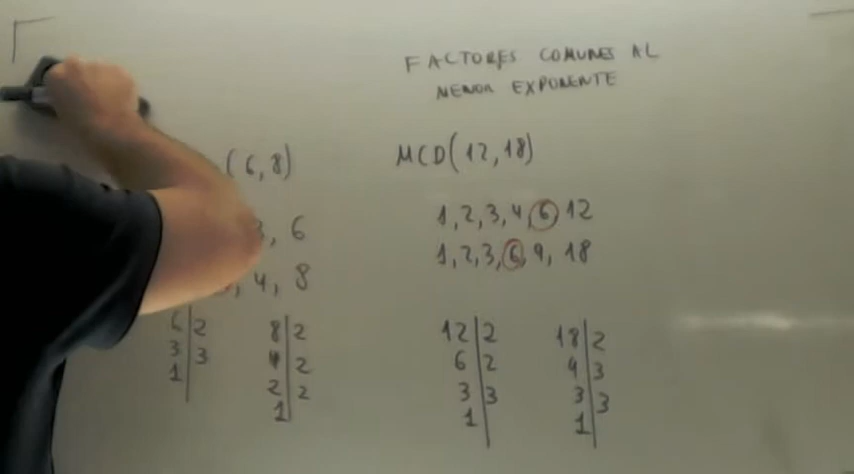 FACTORES COMUNES AL
MENOR EXPONENTE
(6,8)
, 6
, 4, 8
6 | 2
3 | 3
1
8 | 2
4 | 2
2 | 2
1
MCD(12,18)
1,2,3,4,6 12
1,2,3,6,9, 18
12 | 2
6 | 2
3 | 3
1
18 | 2
9 | 3
3 | 3
1